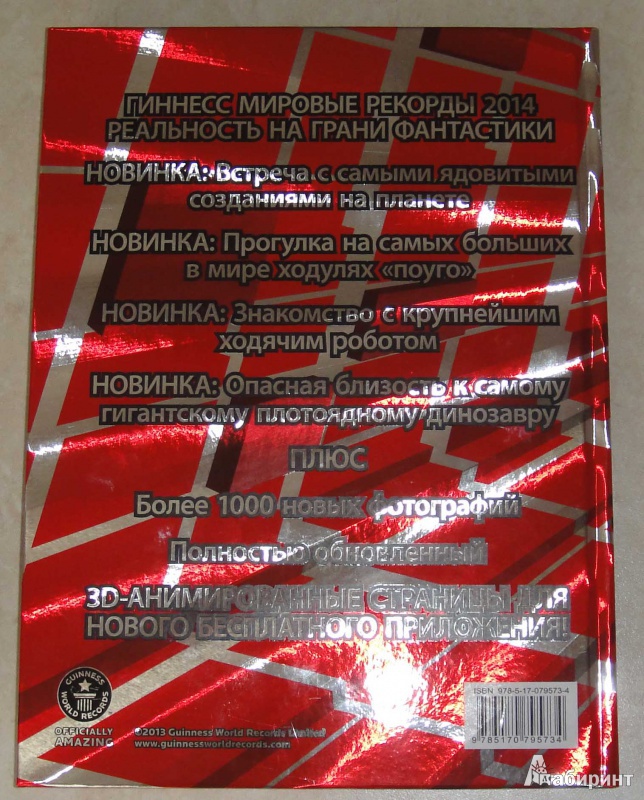 ГИННЕСС МИРОВЫЕ РЕКОРДЫ 2014
РЕАЛЬНОСТЬ НА ГРАНИ ФАНТАСТИКИ
НОВИНКА: Встреча с самыми ядовитыми
созданиями на планете
НОВИНКА: Прогулка на самых больших
в мире ходулях «поуго»
НОВИНКА: Знакомство с крупнейшим
ходячим роботом
НОВИНКА: Опасная близость к самому
гигантскому плотоядному динозавру
ПЛЮС
Более 1000 новых фотографий
Полностью обновленный
3D-АНИМИРОВАННЫЕ СТРАНИЦЫ ДЛЯ
НОВОГО БЕСПЛАТНОГО ПРИЛОЖЕНИЯ!
GUINNESS
WORLD RECORDS
OFFICIALLY
AMAZING
©2013 Guinness World Records Limited
www.guinnessworldrecords.com
ISBN 978-5-17-079573-4
9 785170 795734
Лабиринт